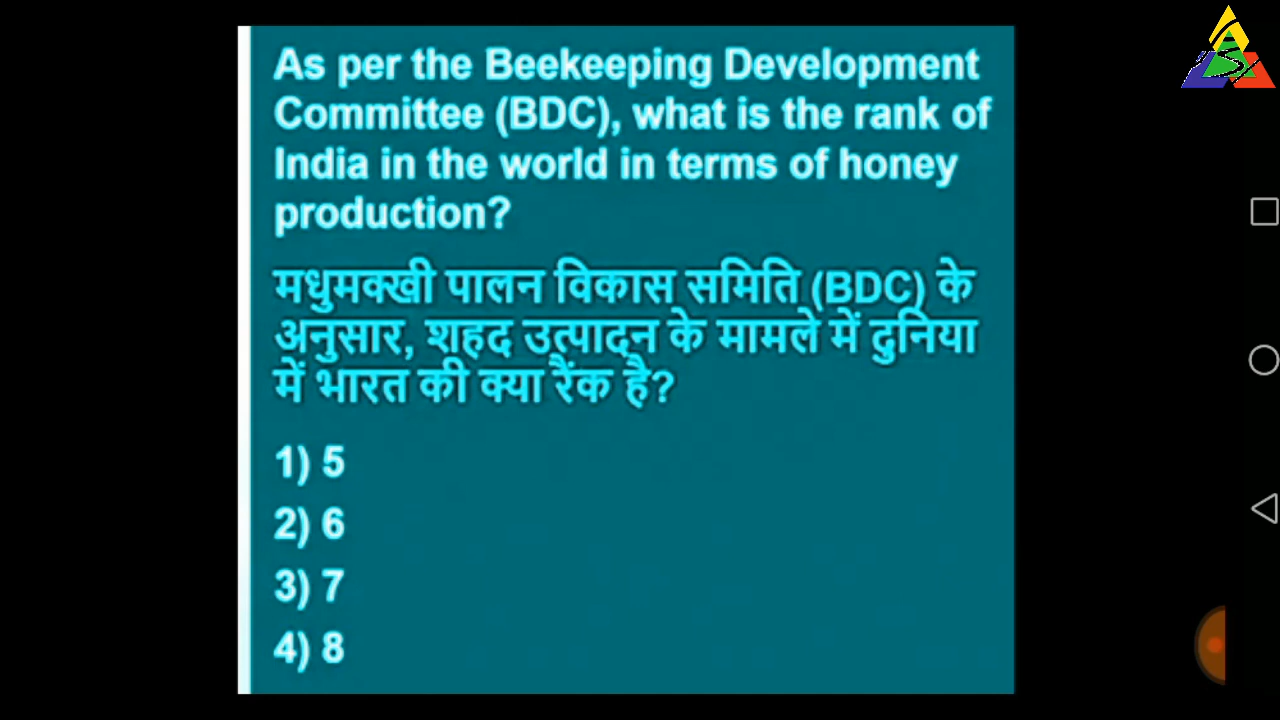 As per the Beekeeping Development
Committee (BDC), what is the rank of
India in the world in terms of honey
production?
मधुमक्खी पालन विकास समिति (BDC) के
अनुसार, शहद उत्पादन के मामले में दुनिया
में भारत की क्या रैंक है?
1) 5
2) 6
3) 7
4) 8